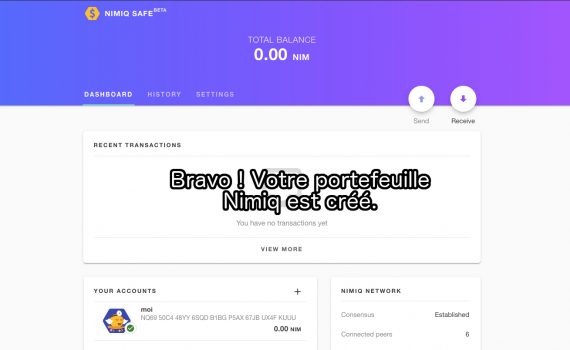 NIMIQ SAFE BETA
TOTAL BALANCE
0.00 NIM
DASHBOARD HISTORY SETTINGS
Send Receive
RECENT TRANSACTIONS
Bravo ! Votre portefeuille
Nimiq est créé.
You have no transactions yet
VIEW MORE
YOUR ACCOUNTS +
moi
NQ69 50C4 48YY 6SQD B1BG P5AX 67JB UX4F KUUU
0.00 NIM
NIMIQ NETWORK
Consensus Established
Connected peers 6